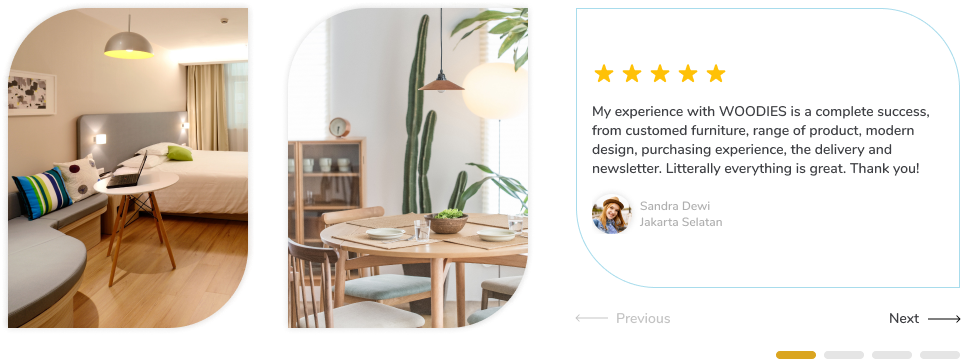 My experience with WOODIES is a complete success,
from customed furniture, range of product, modern
design, purchasing experience, the delivery and
newsletter. Litterally everything is great. Thank you!
Sandra Dewi
Jakarta Selatan
Previous
Next